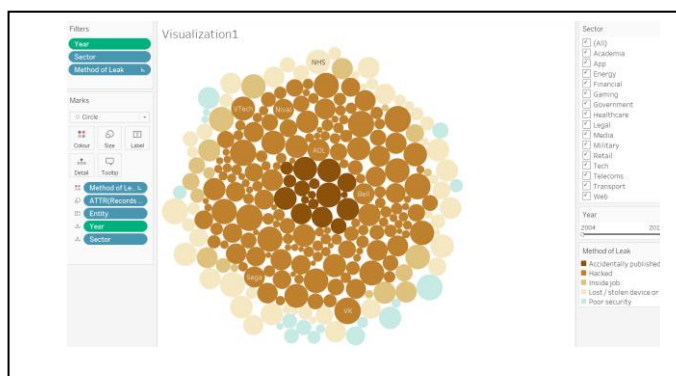 Filters
Year
Sector
Method of Leak
Marks
Circle
Colour
Size
Label
Detail
Tooltip
Method of Le..
ATTR(Records..
Entity
Year
Sector
Visualization1
NHS
VTech
Nival
AOL
Bell
Sega
VK
Sector
(All)
Academia
App
Energy
Financial
Gaming
Government
Healthcare
Legal
Media
Military
Retail
Tech
Telecoms
Transport
Web
Year
2004
201
Method of Leak
Accidentally published
Hacked
Inside job
Lost / stolen device or
Poor security